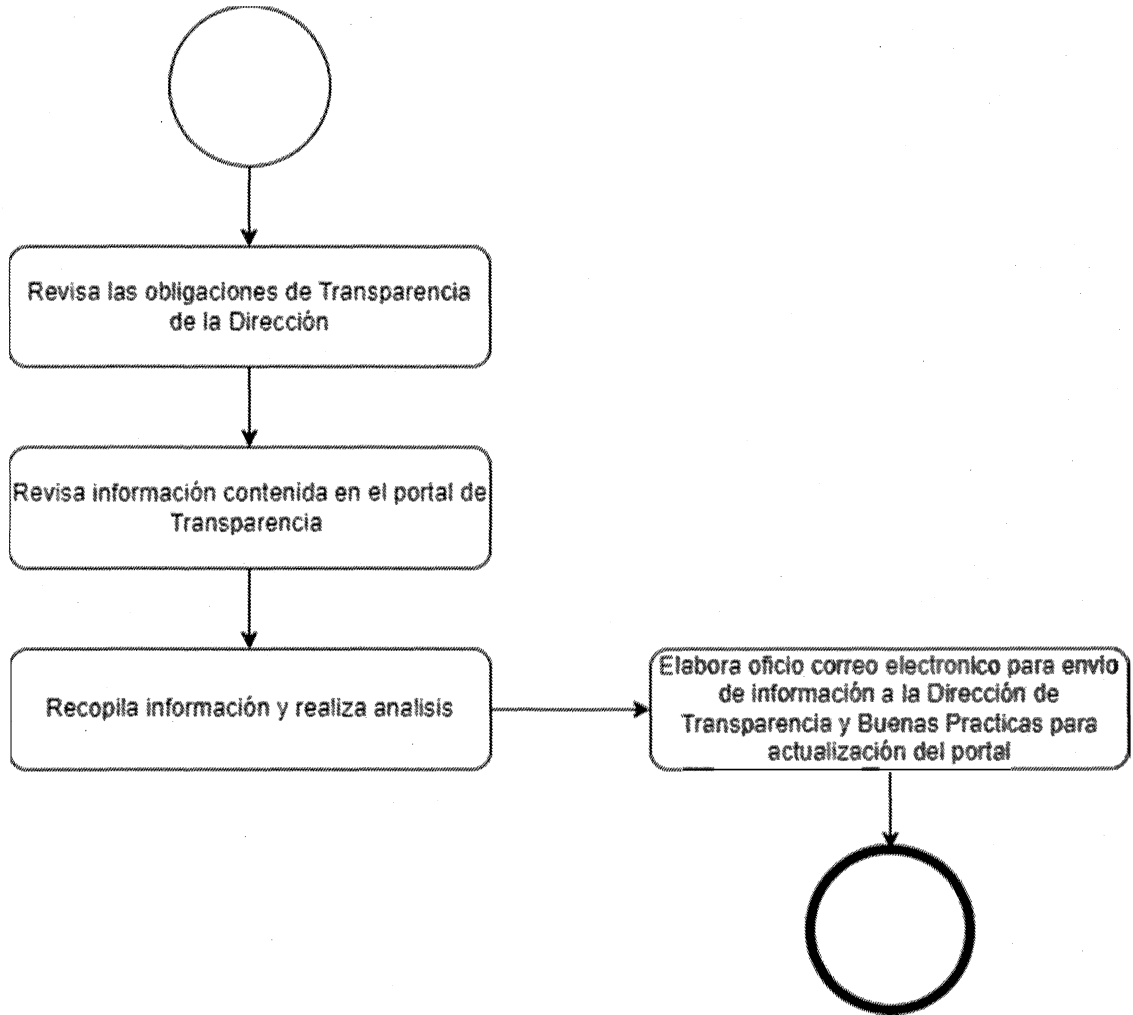 Revisa las obligaciones de Transparencia
de la Dirección
Revisa información contenida en el portal de
Transparencia
Recopila información y realiza analisis
Elabora oficio correo electronico para envio
de información a la Dirección de
Transparencia y Buenas Practicas para
actualización del portal